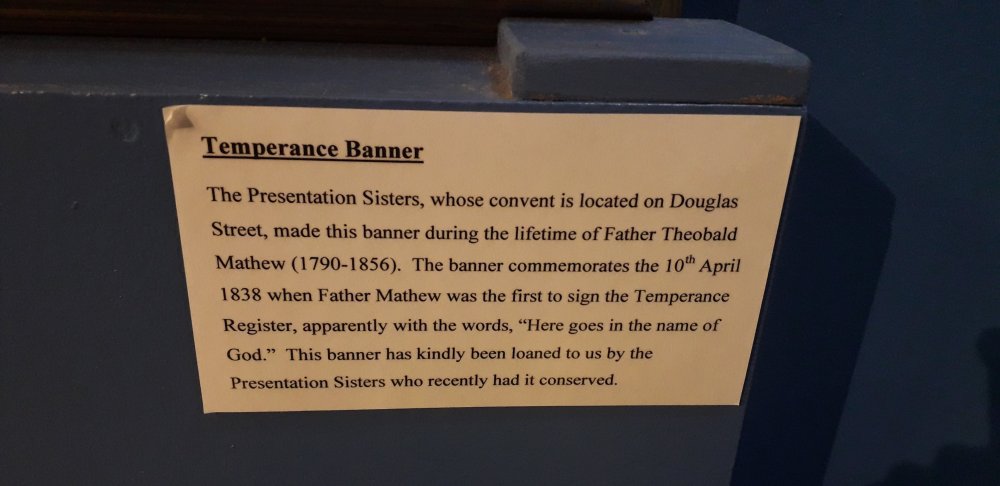 Temperance Banner
The Presentation Sisters, whose convent is located on Douglas
Street, made this banner during the lifetime of Father Theobald
Mathew (1790-1856).  The banner commemorates the 10th April
1838 when Father Mathew was the first to sign the Temperance
Register, apparently with the words, “Here goes in the name of
God.”  This banner has kindly been loaned to us by the
Presentation Sisters who recently had it conserved.